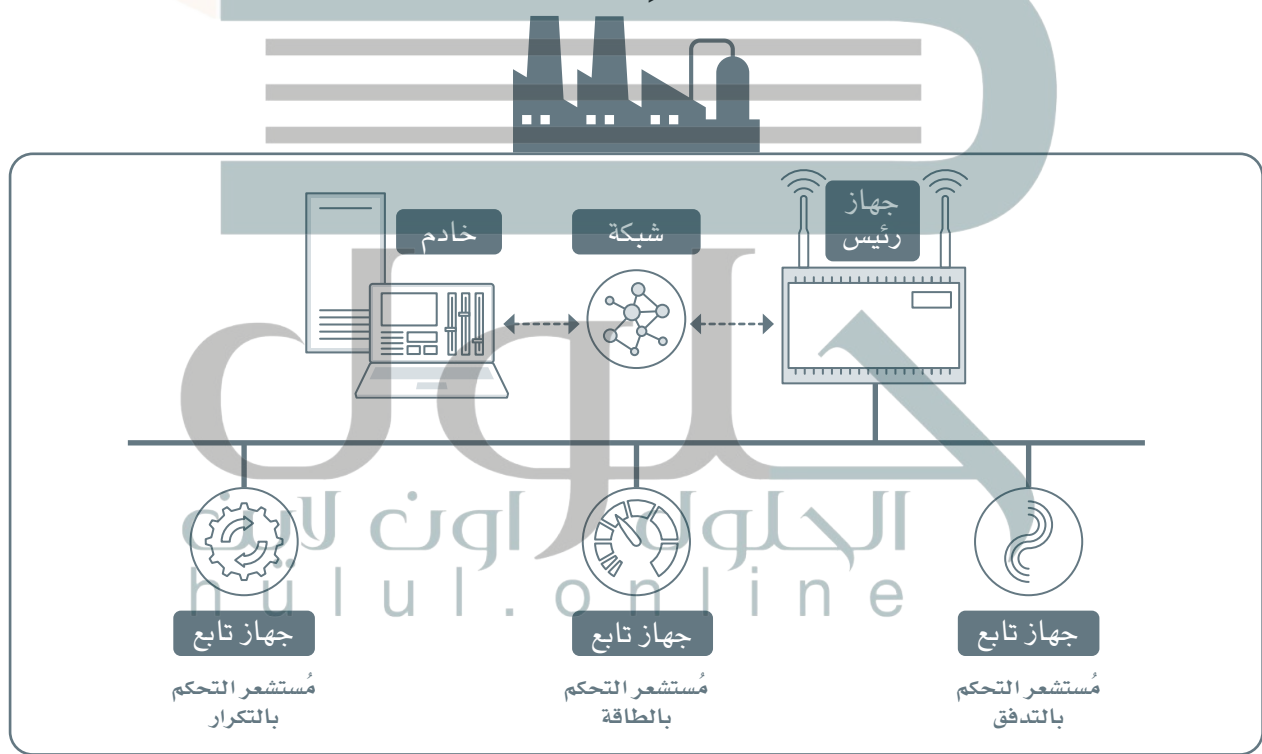 جهاز
رئيس
شبكة
خادم
حلول
الحلول اون لاين
hulul.online
جهاز تابع
جهاز تابع
جهاز تابع
مُستشعر التحكم
بالتدفق
مُستشعر التحكم
بالطاقة
مُستشعر التحكم
بالتكرار